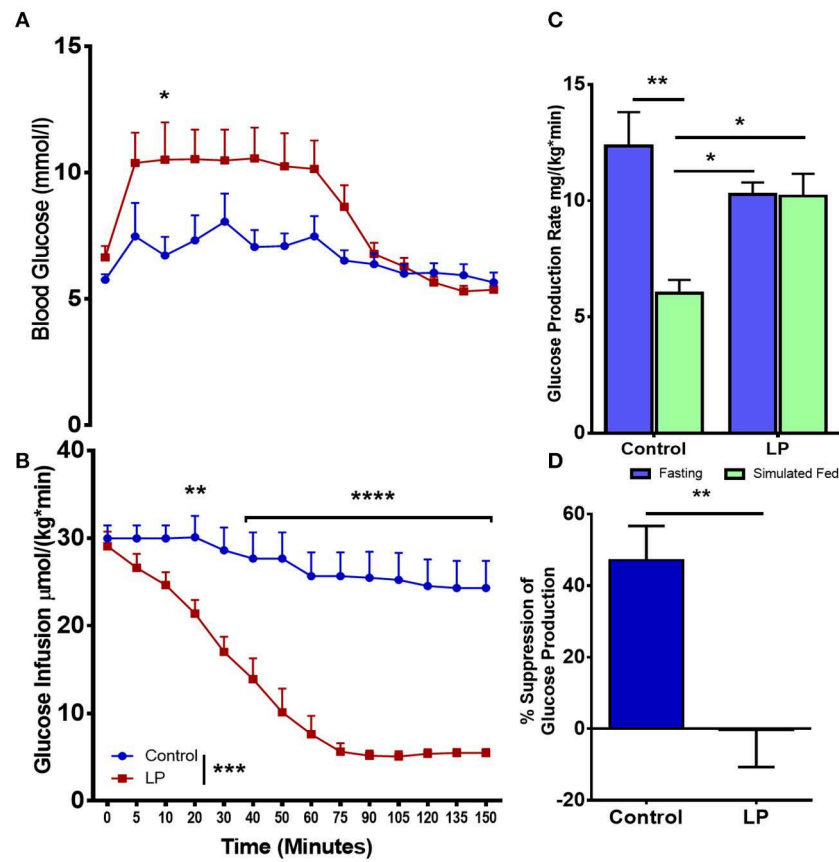 A
Blood Glucose (mmol/l)
15
10
5
0
*
B
Glucose Infusion μmol/(kg*min)
40
30
20
10
0
**
****
Control
LP
***
0 5 10 20 30 40 50 60 75 90 105 120 135 150
Time (Minutes)
C
Glucose Production Rate mg/(kg*min)
15
10
5
0
**
*
*
Control LP
Fasting Simulated Fed
D
% Suppression of
Glucose Production
60
40
20
0
-20
**
Control LP